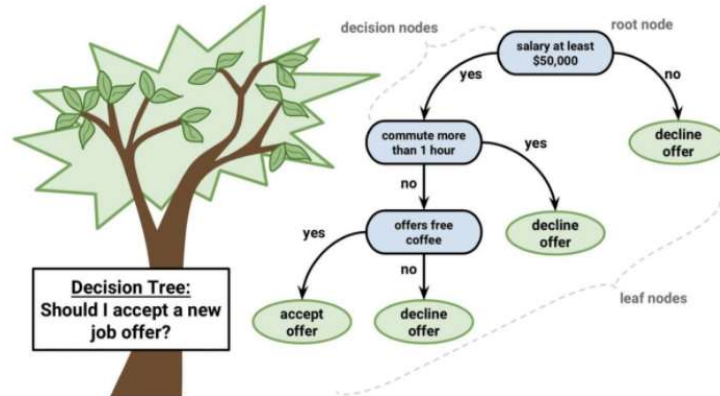 decision nodes
root node
salary at least
$50,000
yes
no
commute more
than 1 hour
yes
decline
offer
no
offers free
coffee
decline
offer
yes
no
Decision Tree:
Should I accept a new
job offer?
accept
offer
decline
offer
leaf nodes